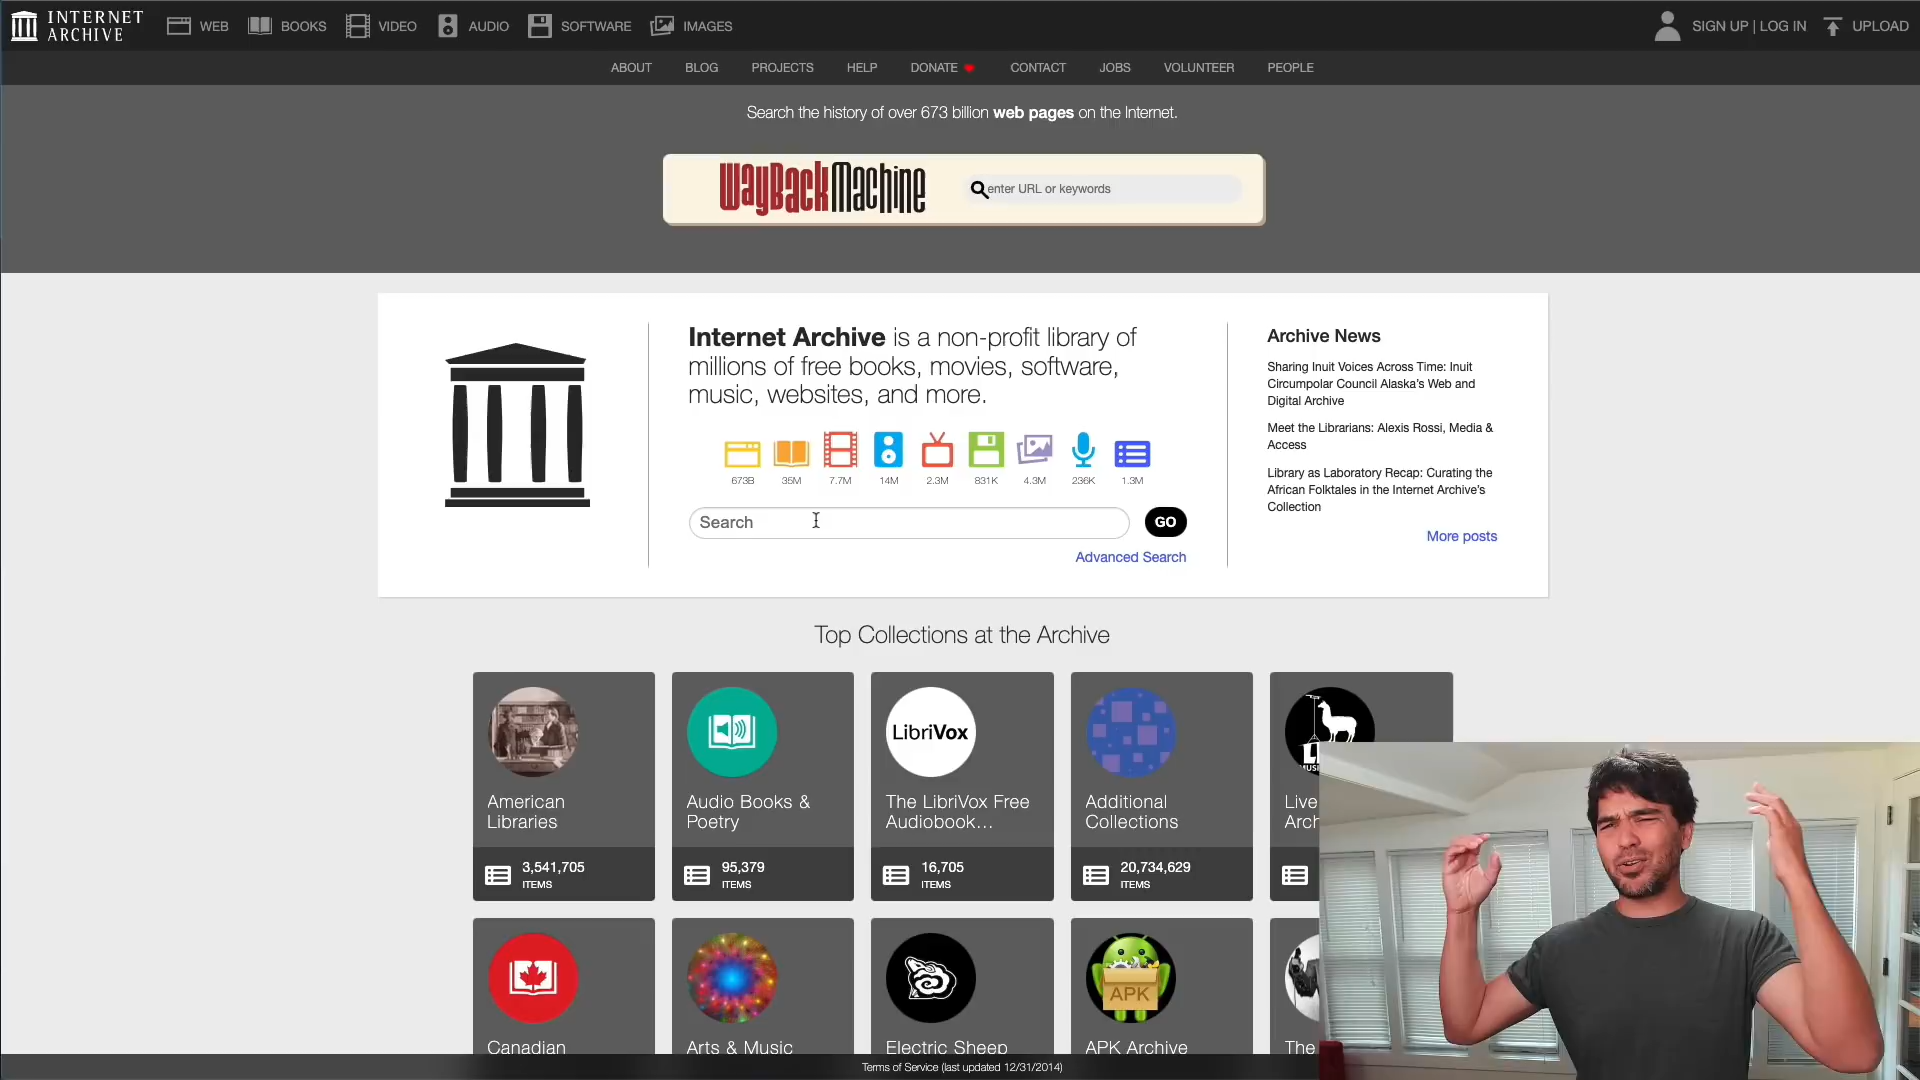 INTERNET
ARCHIVE
WEB
BOOKS
VIDEO
AUDIO
SOFTWARE
IMAGES
SIGN UP | LOG IN
UPLOAD
ABOUT
BLOG
PROJECTS
HELP
DONATE
CONTACT
JOBS
VOLUNTEER
PEOPLE
Search the history of over 673 billion web pages on the Internet.
WayBackMachine
enter URL or keywords
Internet Archive is a non-profit library of
millions of free books, movies, software,
music, websites, and more.
673B
35M
7.7M
14M
2.3M
831K
4.3M
236K
1.3M
Search
GO
Advanced Search
Archive News
Sharing Inuit Voices Across Time: Inuit
Circumpolar Council Alaska's Web and
Digital Archive
Meet the Librarians: Alexis Rossi, Media &
Access
Library as Laboratory Recap: Curating the
African Folktales in the Internet Archive's
Collection
More posts
Top Collections at the Archive
American
Libraries
3,541,705
ITEMS
Audio Books &
Poetry
95,379
ITEMS
LibriVox
The LibriVox Free
Audiobook...
16,705
ITEMS
Additional
Collections
20,734,629
ITEMS
MUSI
Live
Arch
Canadian
Arts & Music
Electric Sheep
APK
APK Archive
The
Terms of Service (last updated 12/31/2014)